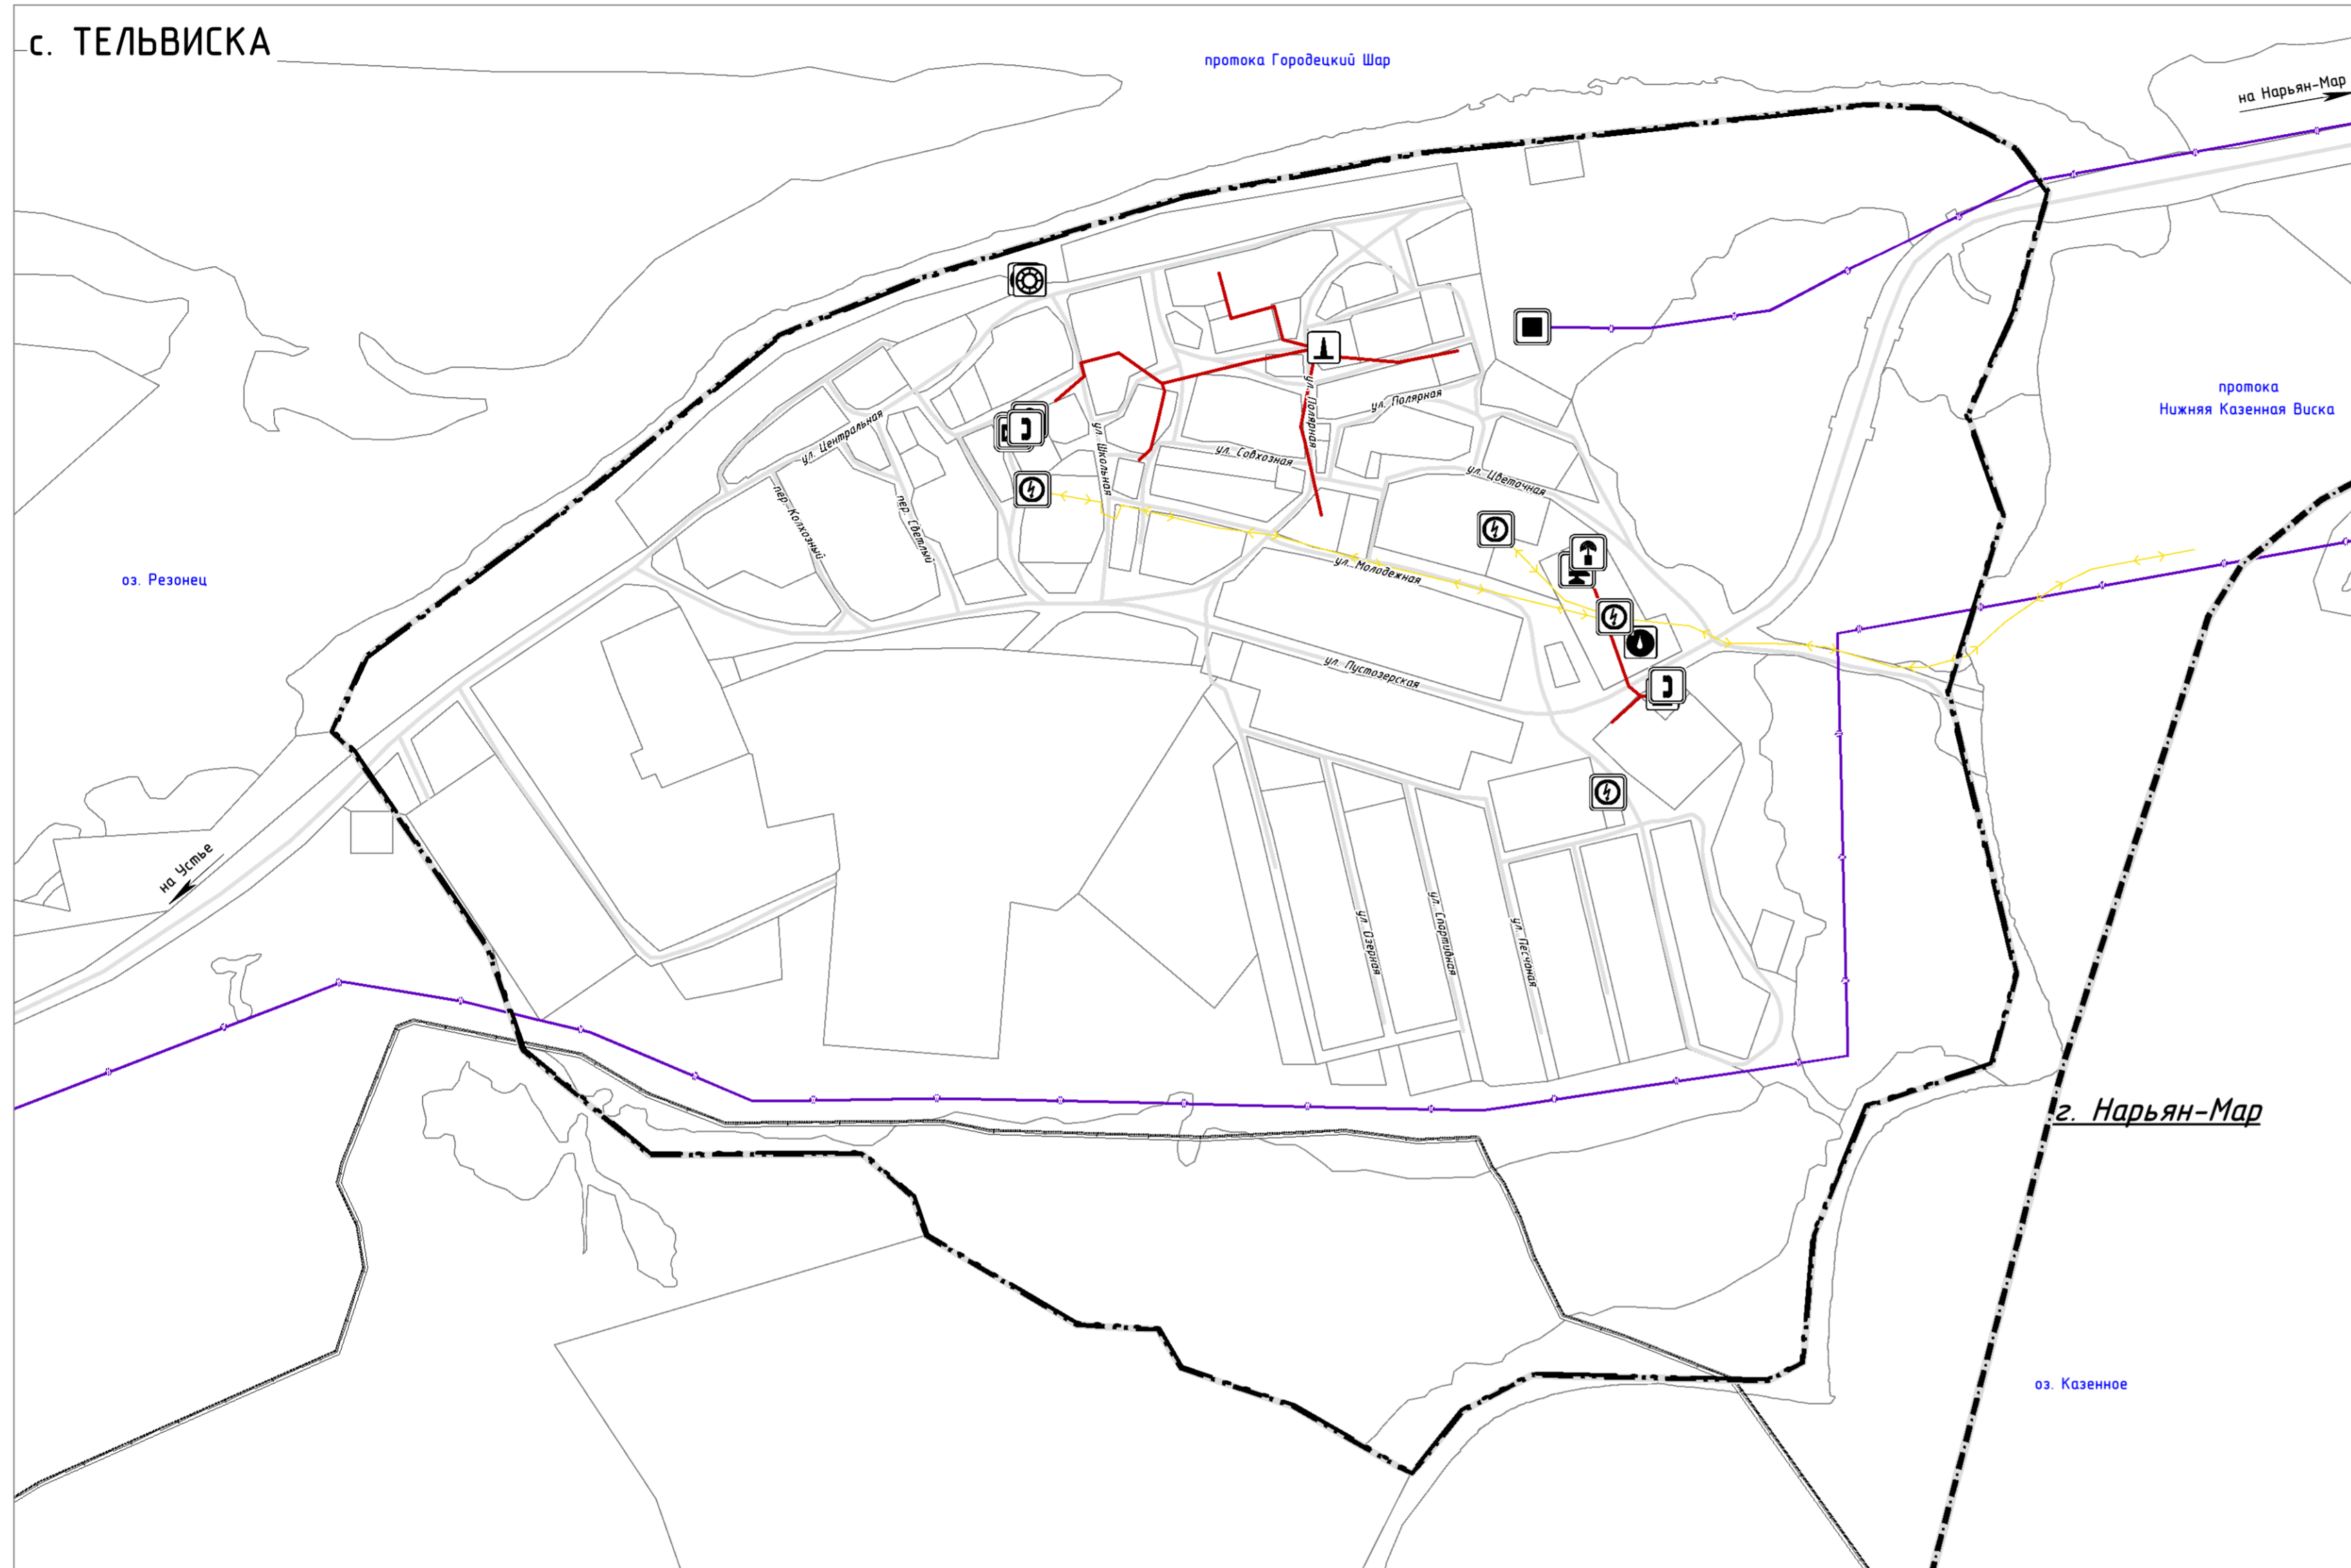 с. ТЕЛЬВИСКА
протока Городецкий Шар
на Нарьян-Мар
протока
Нижняя Казенная Виска
ул. Полярная
ул. Полярная
ул. Центральная
ул. Школьная
ул. Совхозная
ул. Цветочная
пер. Колхозный
пер. Светлый
оз. Резонец
ул. Молодежная
ул. Пустозерская
на Устье
ул. Озерная
ул. Спортивная
ул. Песчаная
г. Нарьян-Мар
оз. Казенное